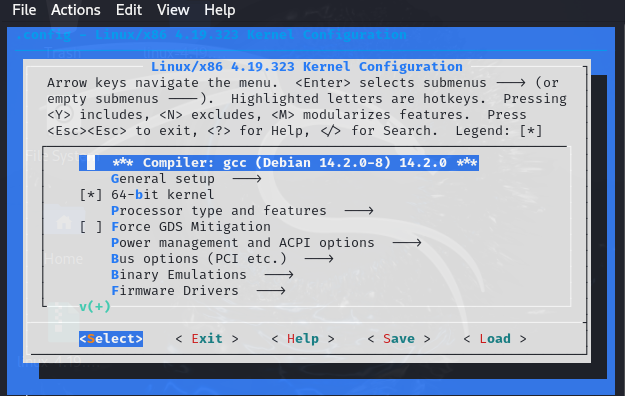 File Actions Edit View Help
.config - Linux/x86 4.19.323 Kernel Configuration
Linux/x86 4.19.323 Kernel Configuration
Arrow keys navigate the menu. <Enter> selects submenus ---> (or
empty submenus ----). Highlighted letters are hotkeys. Pressing
<Y> includes, <N> excludes, <M> modularizes features. Press
<Esc><Esc> to exit, <?> for Help, </> for Search. Legend: [*]
*** Compiler: gcc (Debian 14.2.0-8) 14.2.0 ***
General setup --->
[*] 64-bit kernel
Processor type and features --->
[ ] Force GDS Mitigation
Power management and ACPI options --->
Bus options (PCI etc.) --->
Binary Emulations --->
Firmware Drivers --->
v(+)
<Select> < Exit > < Help > < Save > < Load >
Trash
File System
Home